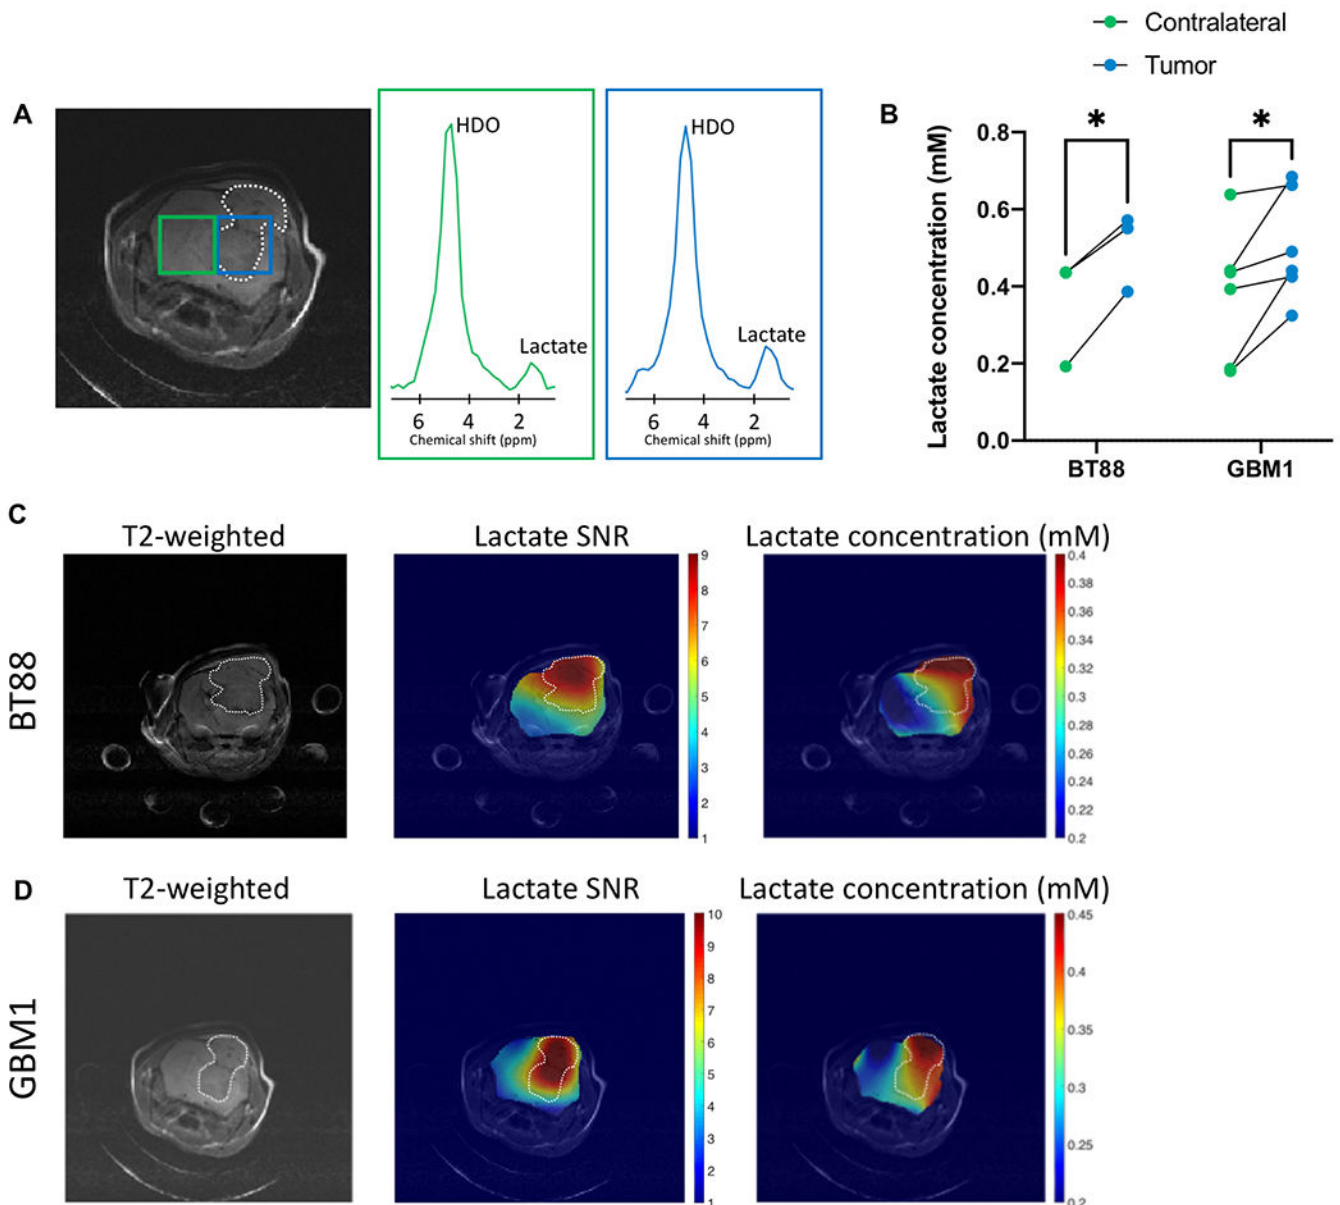 Contralateral
Tumor
A
HDO
Lactate
6 4 2
Chemical shift (ppm)
HDO
Lactate
6 4 2
Chemical shift (ppm)
B
Lactate concentration (mM)
0.8
0.6
0.4
0.2
0.0
*
*
BT88
GBM1
C
T2-weighted
Lactate SNR
Lactate concentration (mM)
BT88
9
8
7
6
5
4
3
2
1
0.4
0.38
0.36
0.34
0.32
0.3
0.28
0.26
0.24
0.22
0.2
D
T2-weighted
Lactate SNR
Lactate concentration (mM)
GBM1
10
9
8
7
6
5
4
3
2
1
0.45
0.4
0.35
0.3
0.25
0.2